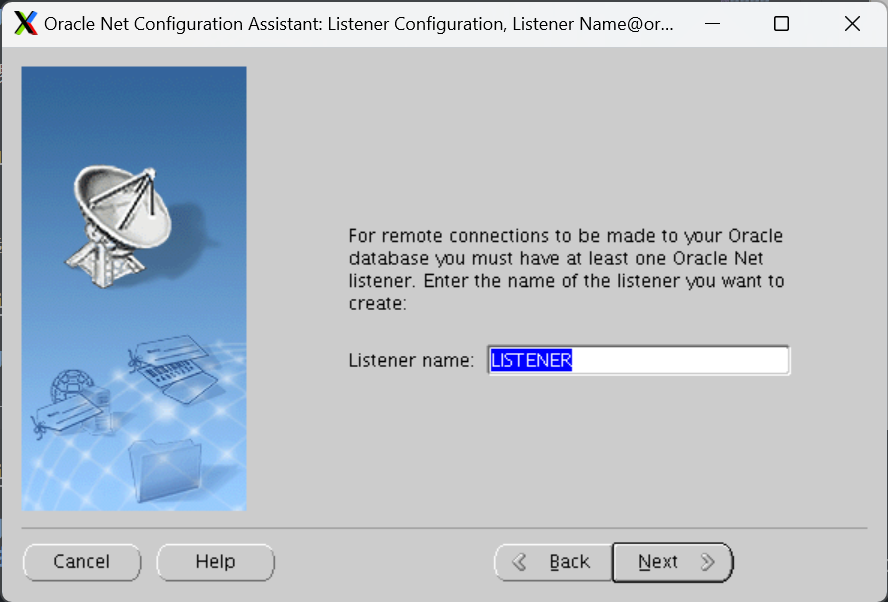 Oracle Net Configuration Assistant: Listener Configuration, Listener Name@or...
For remote connections to be made to your Oracle
database you must have at least one Oracle Net
listener. Enter the name of the listener you want to
create:
Listener name: LISTENER
Cancel Help Back Next